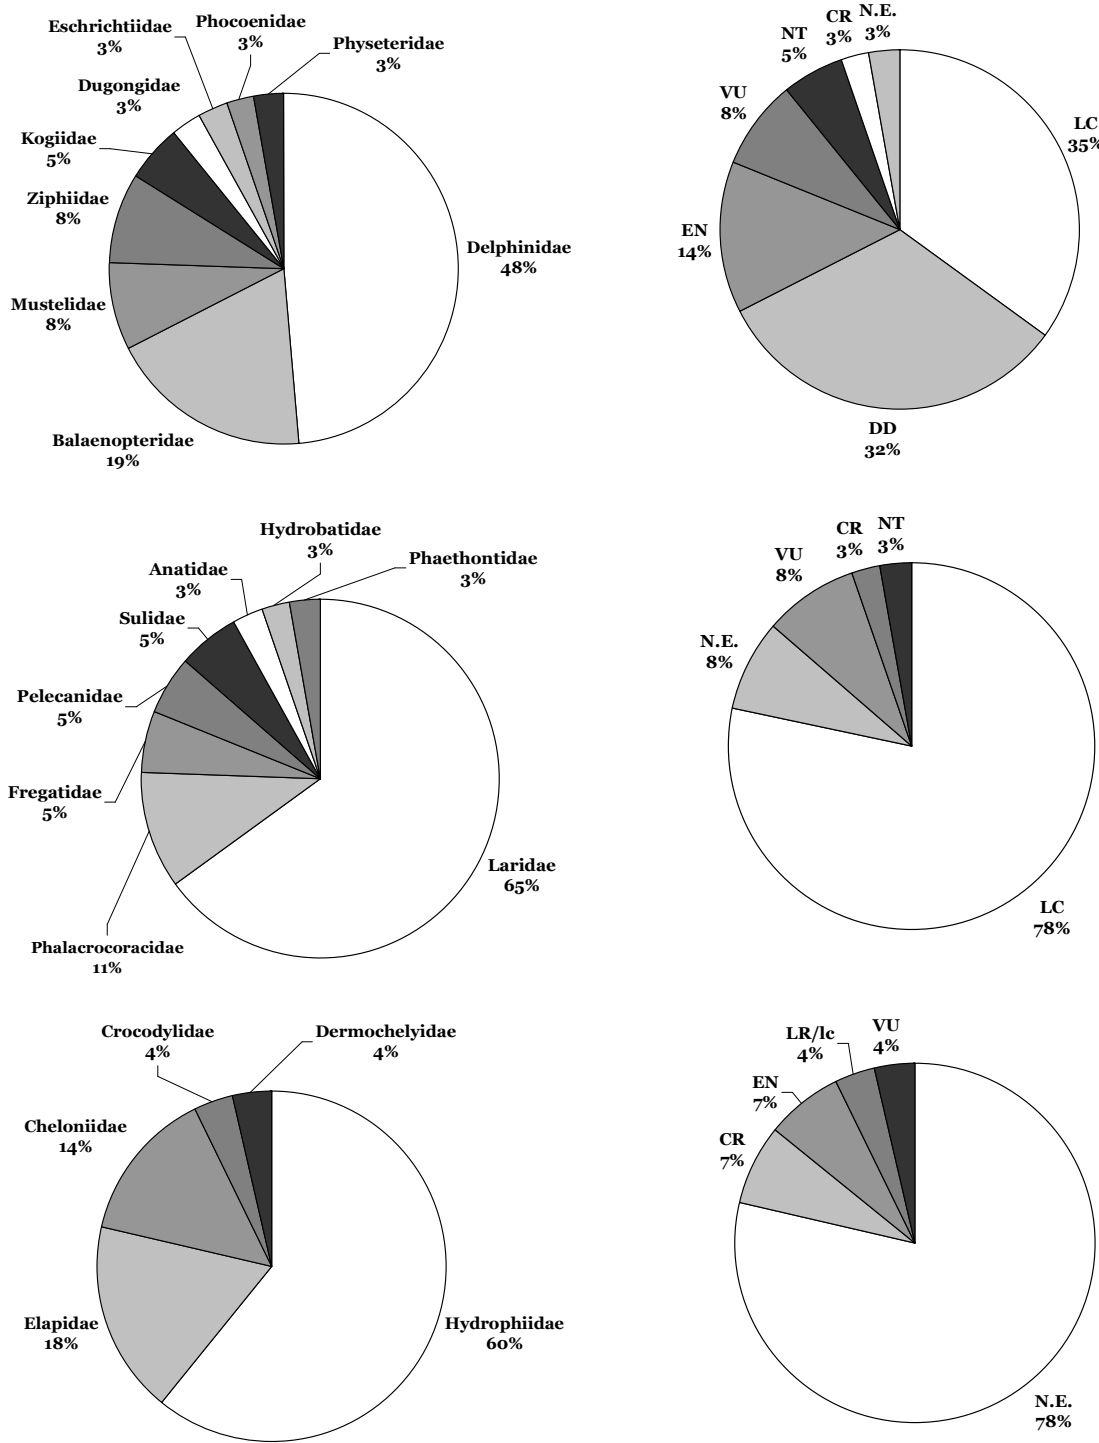 Eschrichtiidae
3%
Phocoenidae
3%
Physeteridae
3%
Dugongidae
3%
Kogiidae
5%
Ziphiidae
8%
Mustelidae
8%
Balaenopteridae
19%
Delphinidae
48%
N.E.
3%
CR
3%
NT
5%
VU
8%
EN
14%
DD
32%
LC
35%
Hydrobatidae
3%
Phaethontidae
3%
Anatidae
3%
Sulidae
5%
Pelecanidae
5%
Fregatidae
5%
Phalacrocoracidae
11%
Laridae
65%
NT
3%
CR
3%
VU
8%
N.E.
8%
LC
78%
Crocodylidae
4%
Dermochelyidae
4%
Cheloniidae
14%
Elapidae
18%
Hydrophiidae
60%
VU
4%
LR/lc
4%
EN
7%
CR
7%
N.E.
78%